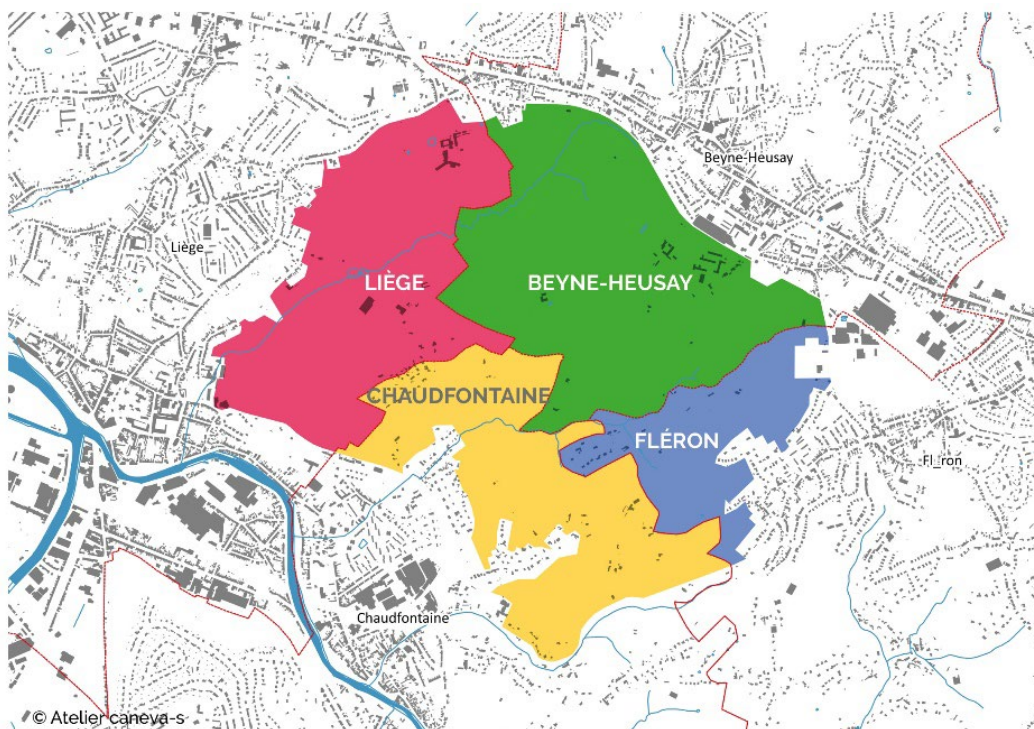 Beyne-Heusay
Liège
LIÈGE
BEYNE-HEUSAY
CHAUDFONTAINE
FLÉRON
Fl_ron
Chaudfontaine
© Atelier caneva-s